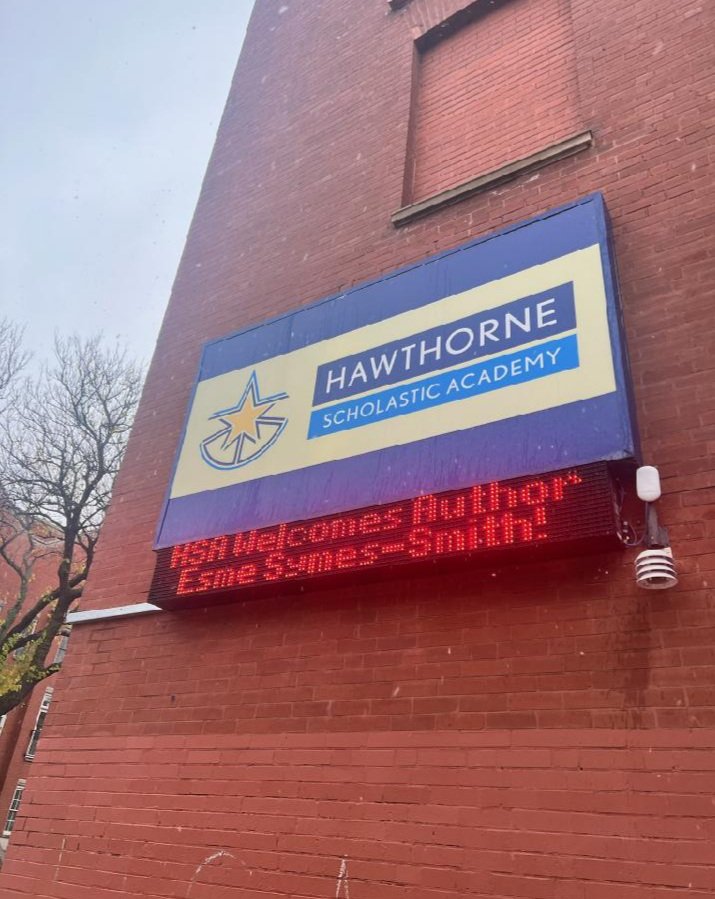 HAWTHORNE
SCHOLASTIC ACADEMY
HSA Welcomes Author
Esme Symes-Smith!